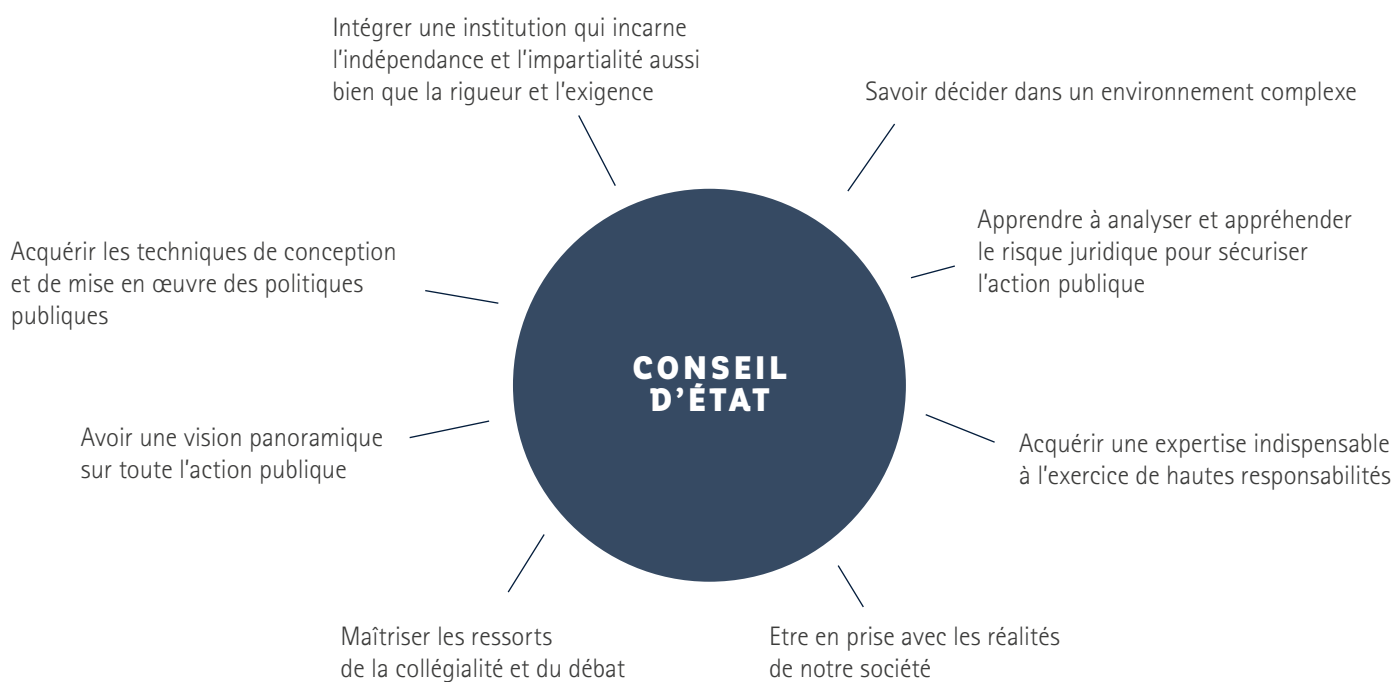 Intégrer une institution qui incarne
l'indépendance et l'impartialité aussi
bien que la rigueur et l'exigence
Savoir décider dans un environnement complexe
Apprendre à analyser et appréhender
le risque juridique pour sécuriser
l'action publique
Acquérir les techniques de conception
et de mise en œuvre des politiques
publiques
CONSEIL
D'ÉTAT
Avoir une vision panoramique
sur toute l'action publique
Acquérir une expertise indispensable
à l'exercice de hautes responsabilités
Maîtriser les ressorts
de la collégialité et du débat
Etre en prise avec les réalités
de notre société